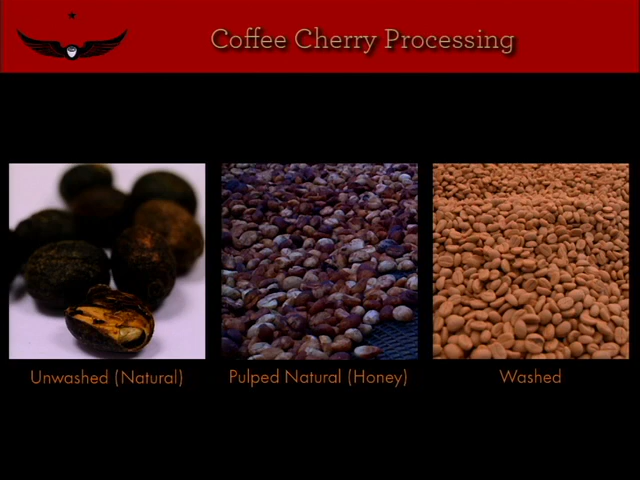 Coffee Cherry Processing
Unwashed (Natural)
Pulped Natural (Honey)
Washed